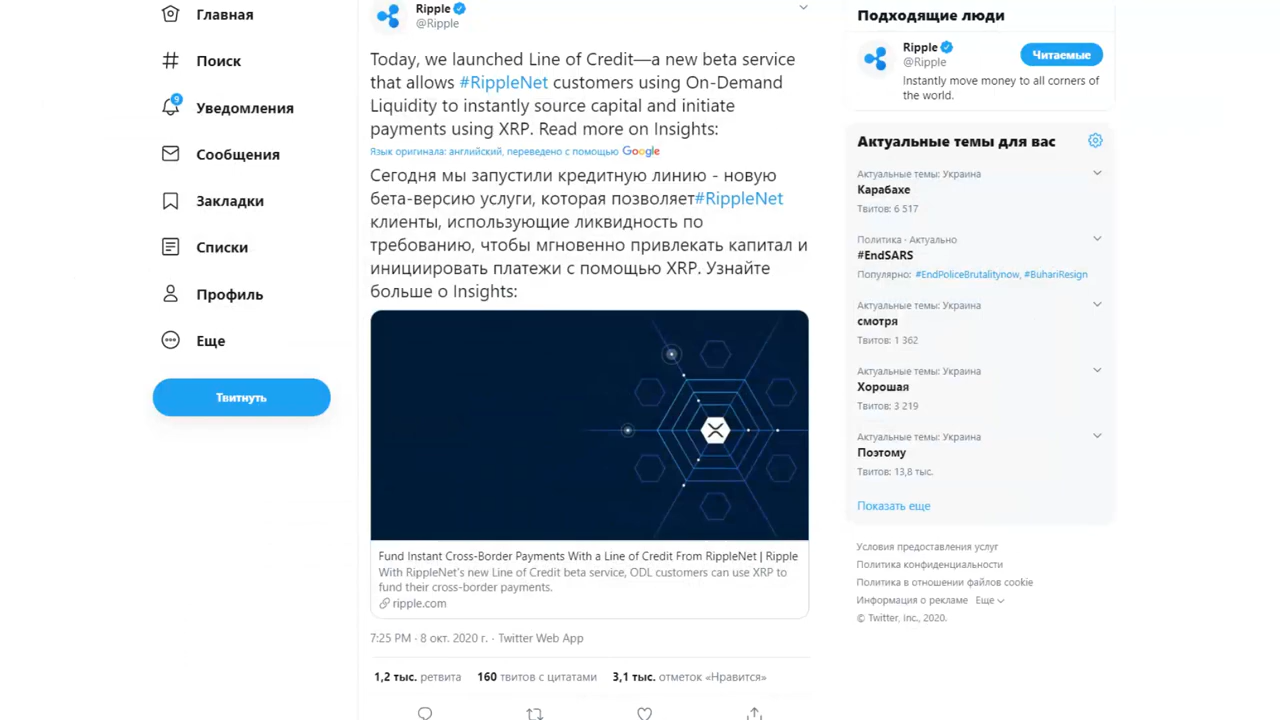 Главная
Поиск
9
Уведомления
Сообщения
Закладки
Списки
Профиль
Еще
Твитнуть
Ripple
@Ripple
Today, we launched Line of Credit—a new beta service
that allows #RippleNet customers using On-Demand
Liquidity to instantly source capital and initiate
payments using XRP. Read more on Insights:
Язык оригинала: английский, переведено с помощью Google
Сегодня мы запустили кредитную линию - новую
бета-версию услуги, которая позволяет#RippleNet
клиенты, использующие ликвидность по
требованию, чтобы мгновенно привлекать капитал и
инициировать платежи с помощью XRP. Узнайте
больше о Insights:
Fund Instant Cross-Border Payments With a Line of Credit From RippleNet | Ripple
With RippleNet's new Line of Credit beta service, ODL customers can use XRP to
fund their cross-border payments.
ripple.com
7:25 PM · 8 окт. 2020 г. · Twitter Web App
1,2 тыс. ретвита 160 твитов с цитатами 3,1 тыс. отметок «Нравится»
Подходящие люди
Ripple
@Ripple
Читаемые
Instantly move money to all corners of
the world.
Актуальные темы для вас
Актуальные темы: Украина
Карабахе
Твитов: 6 517
Политика · Актуально
#EndSARS
Популярно: #EndPoliceBrutalitynow, #BuhariResign
Актуальные темы: Украина
смотря
Твитов: 1 362
Актуальные темы: Украина
Хорошая
Твитов: 3 219
Актуальные темы: Украина
Поэтому
Твитов: 13,8 тыс.
Показать еще
Условия предоставления услуг
Политика конфиденциальности
Политика в отношении файлов cookie
Информация о рекламе Еще
© Twitter, Inc., 2020.